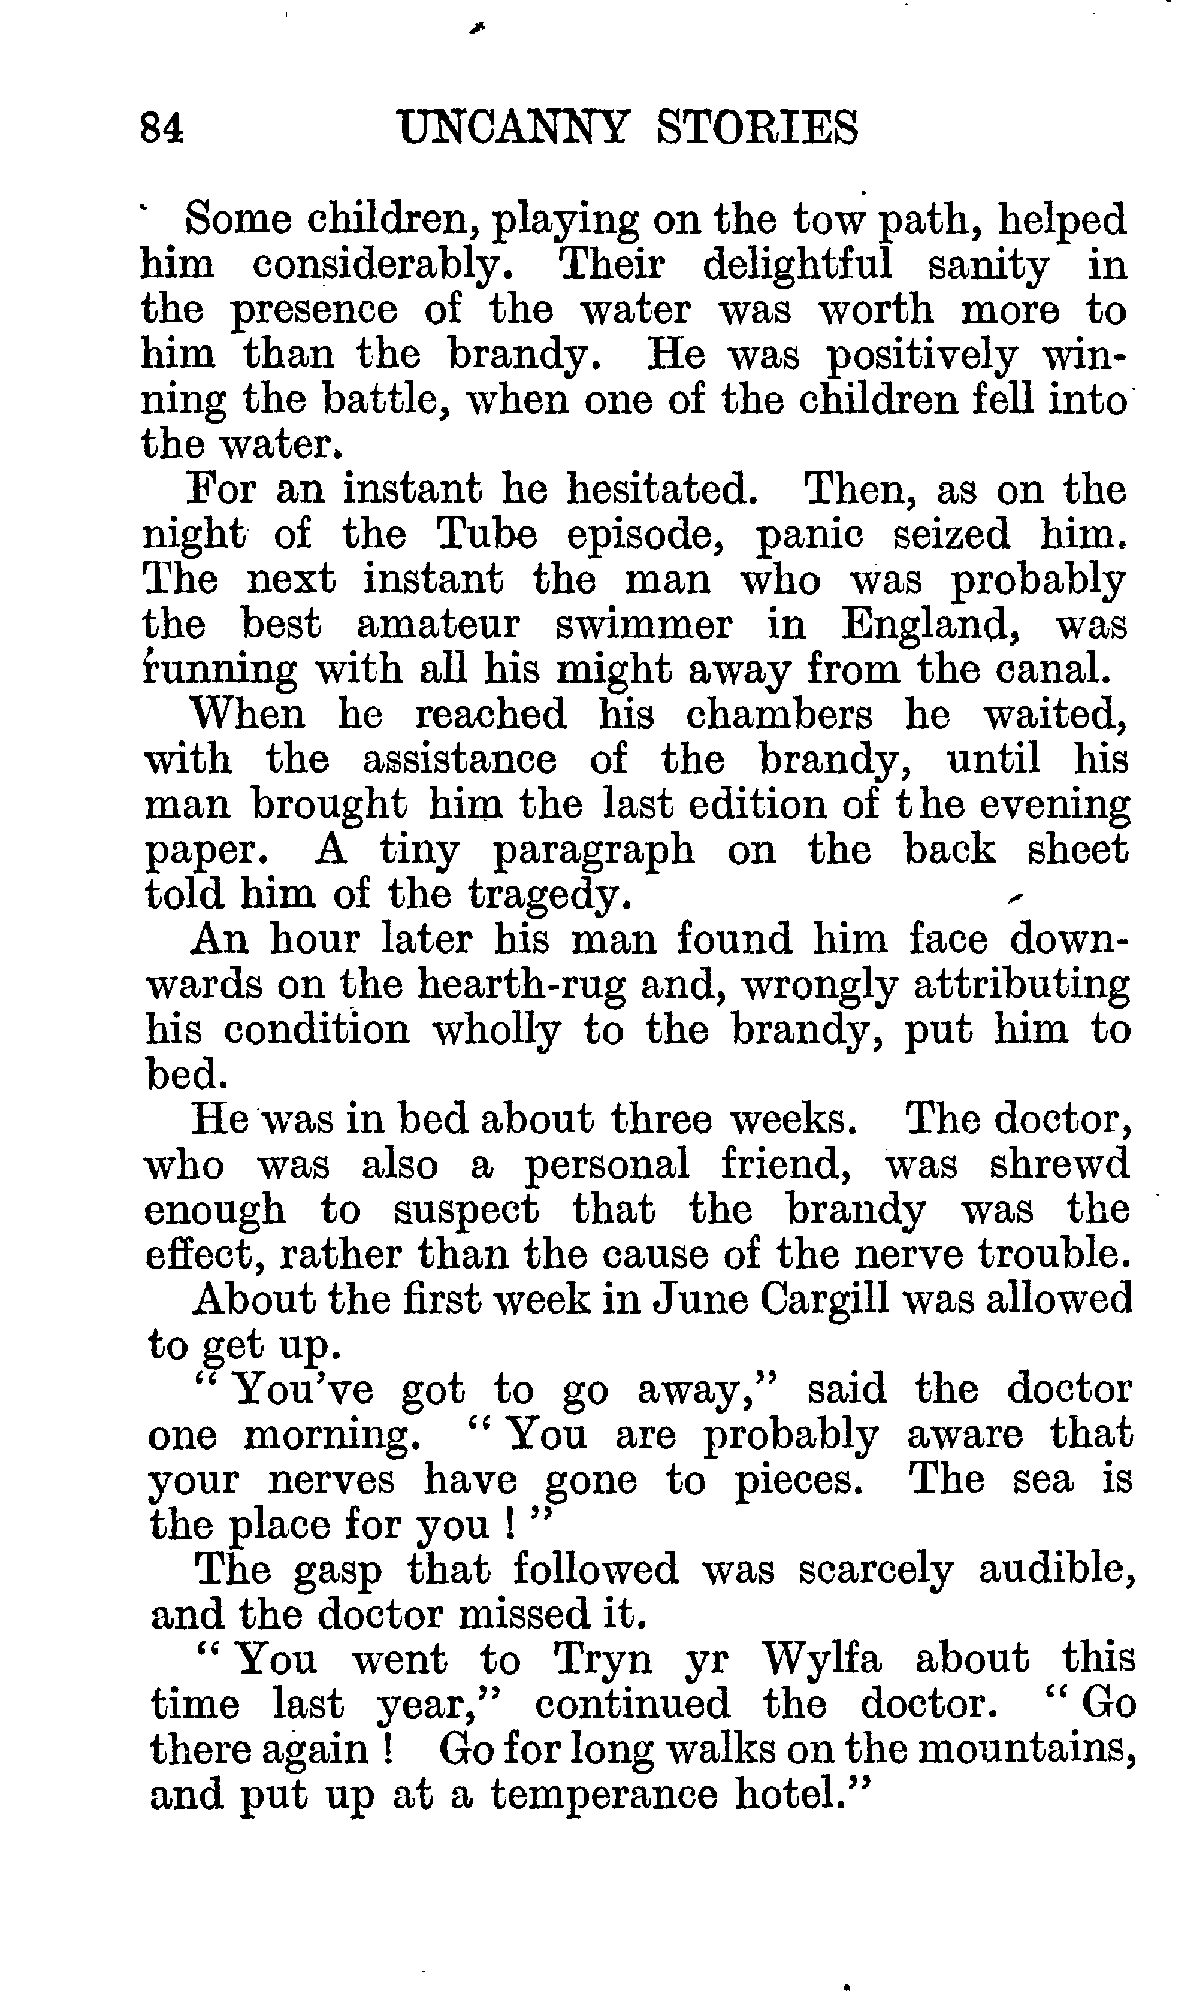 84 UNCANNY STORIES
Some children, playing on the tow path, helped
him considerably. Their delightful sanity in
the presence of the water was worth more to
him than the brandy. He was positively win-
ning the battle, when one of the children fell into
the water.
For an instant he hesitated. Then, as on the
night of the Tube episode, panic seized him.
The next instant the man who was probably
the best amateur swimmer in England, was
running with all his might away from the canal.
When he reached his chambers he waited,
with the assistance of the brandy, until his
man brought him the last edition of the evening
paper. A tiny paragraph on the back sheet
told him of the tragedy.
An hour later his man found him face down-
wards on the hearth-rug and, wrongly attributing
his condition wholly to the brandy, put him to
bed.
He was in bed about three weeks. The doctor,
who was also a personal friend, was shrewd
enough to suspect that the brandy was the
effect, rather than the cause of the nerve trouble.
About the first week in June Cargill was allowed
to get up.
“ You’ve got to go away,” said the doctor
one morning. “ You are probably aware that
your nerves have gone to pieces. The sea is
the place for you ! ”
The gasp that followed was scarcely audible,
and the doctor missed it.
“ You went to Tryn yr Wylfa about this
time last year,” continued the doctor. “ Go
there again ! Go for long walks on the mountains,
and put up at a temperance hotel.”